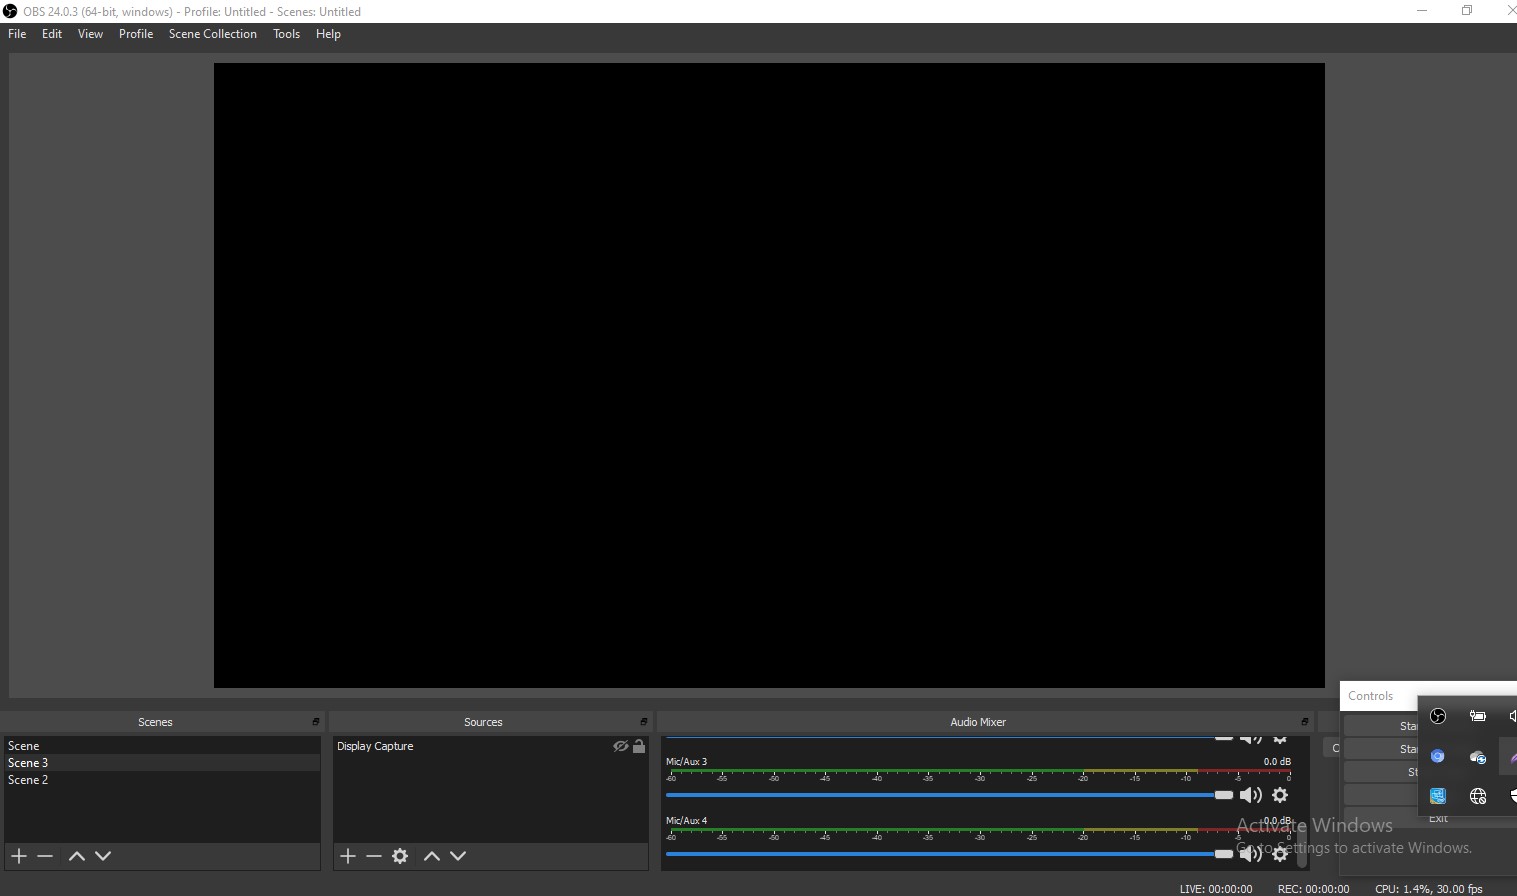 OBS 24.0.3 (64-bit, windows) - Profile: Untitled - Scenes: Untitled
File Edit View Profile Scene Collection Tools Help
Controls
Scenes Sources Audio Mixer
Scene
Scene 3
Scene 2
Display Capture
Mic/Aux 3 0.0 dB
-60 -55 -50 -45 -40 -35 -30 -25 -20 -15 -10 -5 0
Mic/Aux 4 0.0 dB
-60 -55 -50 -45 -40 -35 -30 -25 -20 -15 -10 -5 0
Exit
Activate Windows
Go to Settings to activate Windows.
LIVE: 00:00:00 REC: 00:00:00 CPU: 1.4%, 30.00 fps